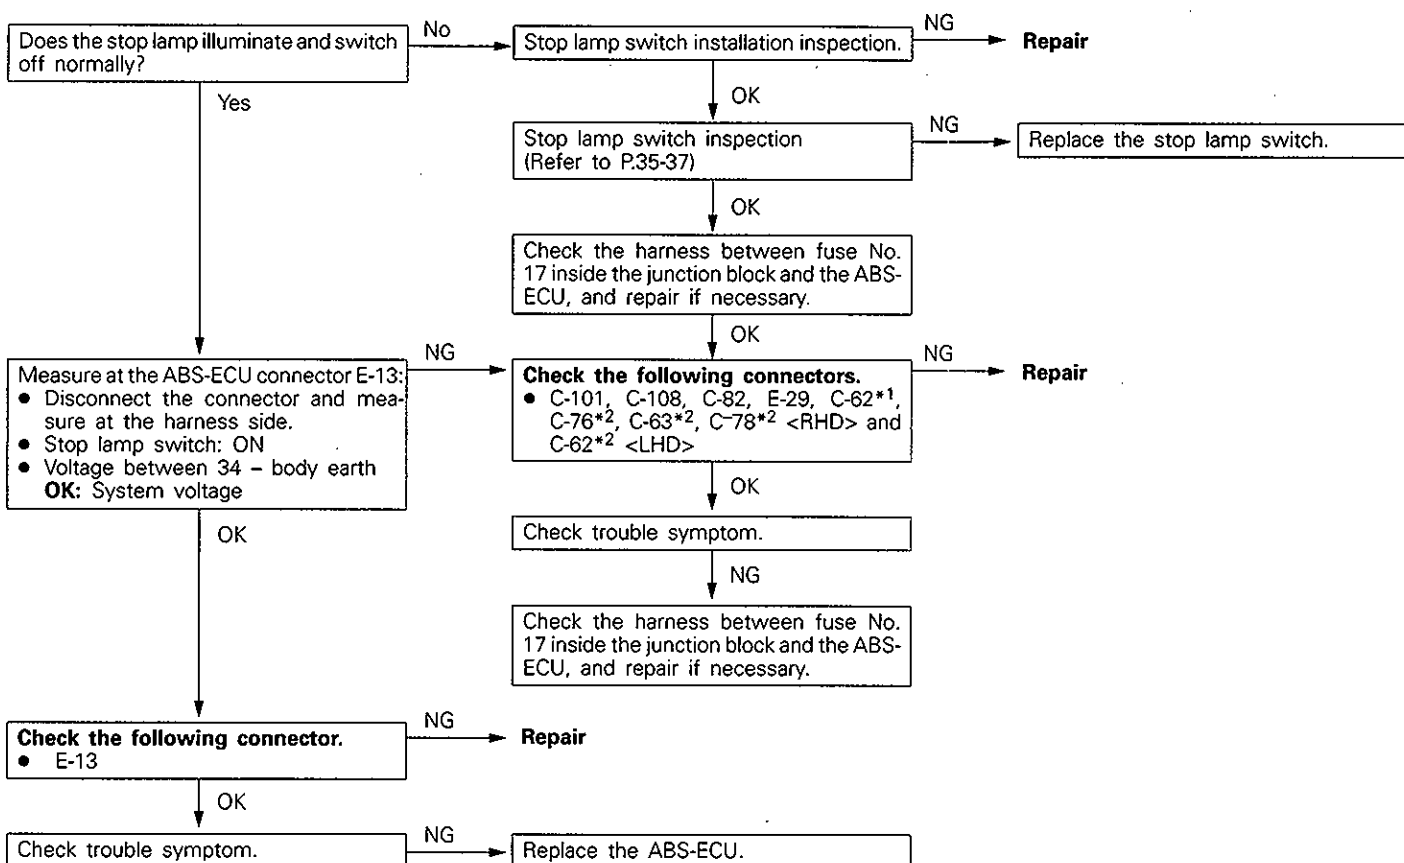 Does the stop lamp illuminate and switch
off normally?
No
Stop lamp switch installation inspection.
NG
Repair
Yes
OK
Stop lamp switch inspection
(Refer to P.35-37)
NG
Replace the stop lamp switch.
OK
Check the harness between fuse No.
17 inside the junction block and the ABS-
ECU, and repair if necessary.
OK
Measure at the ABS-ECU connector E-13:
● Disconnect the connector and mea-
sure at the harness side.
● Stop lamp switch: ON
● Voltage between 34 – body earth
OK: System voltage
NG
Check the following connectors.
● C-101, C-108, C-82, E-29, C-62*1,
C-76*2, C-63*2, C-78*2 <RHD> and
C-62*2 <LHD>
NG
Repair
OK
OK
Check trouble symptom.
NG
Check the harness between fuse No.
17 inside the junction block and the ABS-
ECU, and repair if necessary.
Check the following connector.
● E-13
NG
Repair
OK
Check trouble symptom.
NG
Replace the ABS-ECU.